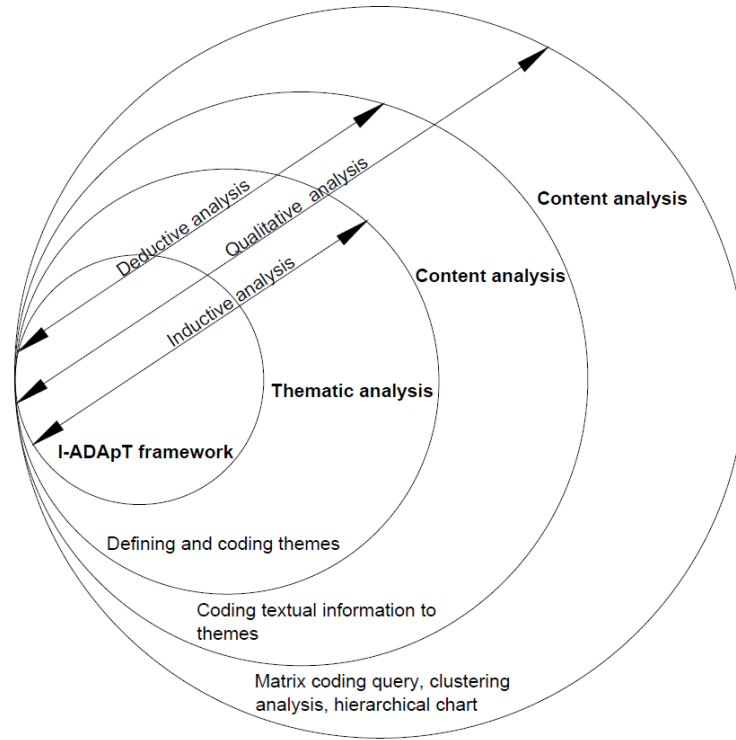 Content analysis
Deductive analysis
Qualitative analysis
Content analysis
Inductive analysis
Thematic analysis
I-ADApT framework
Defining and coding themes
Coding textual information to
themes
Matrix coding query, clustering
analysis, hierarchical chart